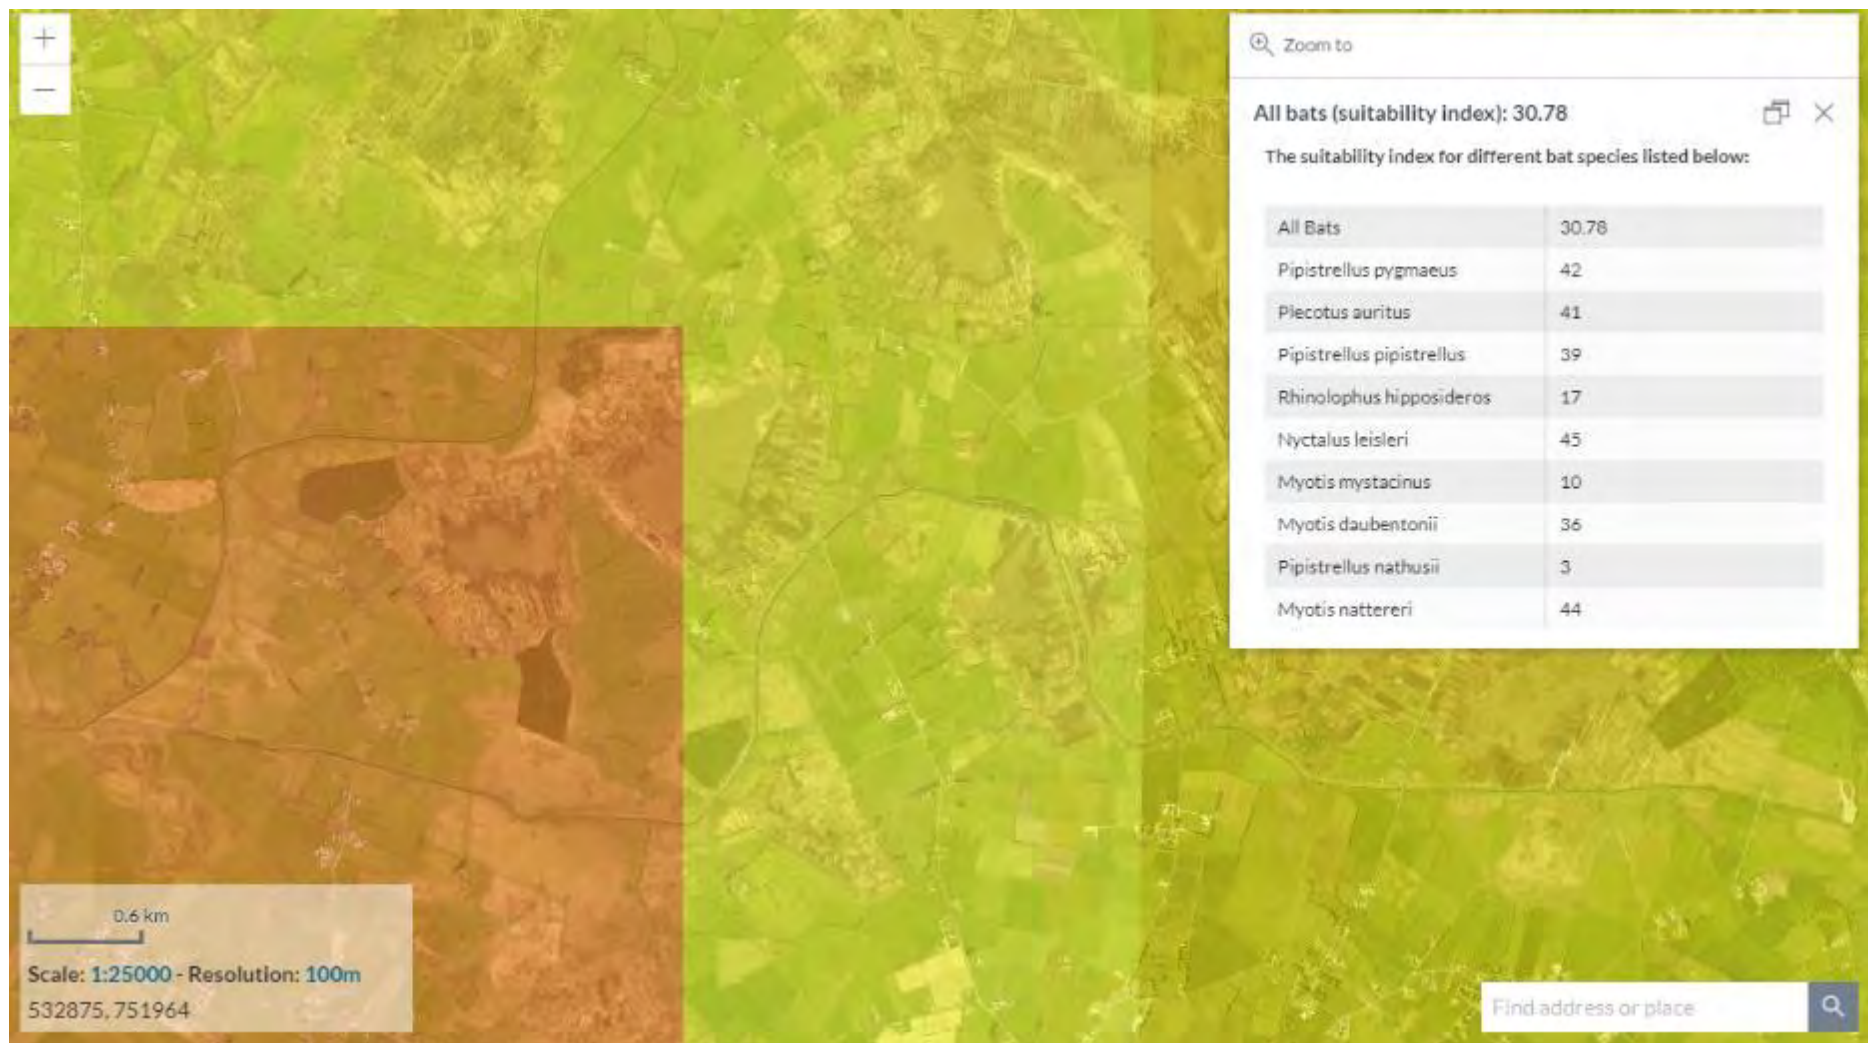 +
−
Zoom to
All bats (suitability index): 30.78
The suitability index for different bat species listed below:
All Bats 30.78
Pipistrellus pygmaeus 42
Plecotus auritus 41
Pipistrellus pipistrellus 39
Rhinolophus hipposideros 17
Nyctalus leisleri 45
Myotis mystacinus 10
Myotis daubentonii 36
Pipistrellus nathusii 3
Myotis nattereri 44
0.6 km
Scale: 1:25000 - Resolution: 100m
532875, 751964
Find address or place